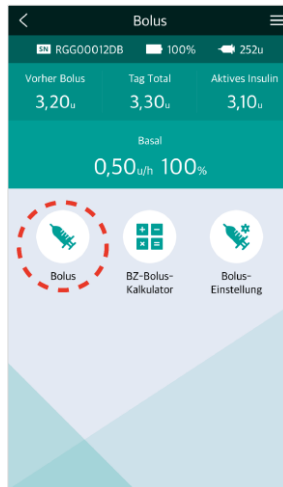 Bolus
SN RGG00012DB 100% 252u
Vorher Bolus Tag Total Aktives Insulin
3,20u 3,30u 3,10u
Basal
0,50u/h 100%
Bolus BZ-Bolus- Bolus-
Kalkulator Einstellung